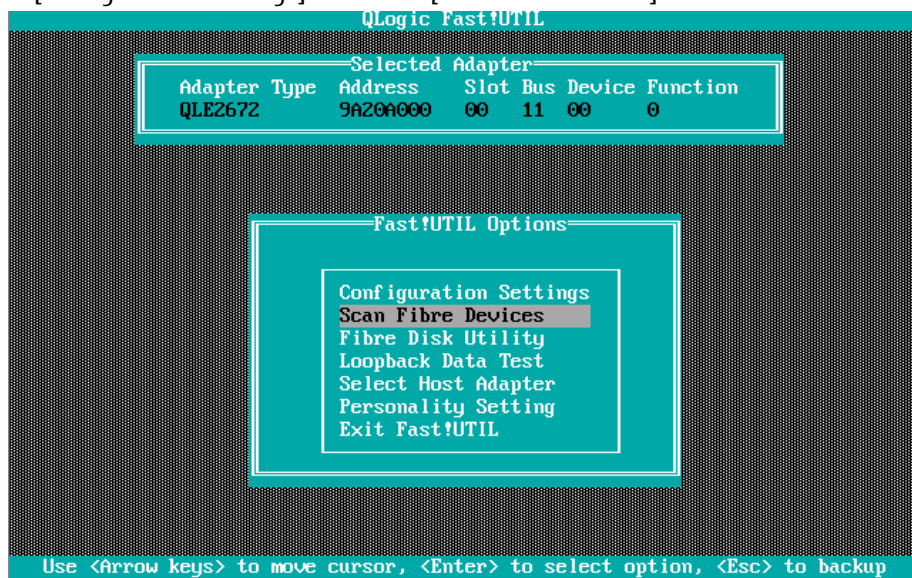 QLogic Fast!UTIL
Selected Adapter
Adapter Type Address Slot Bus Device Function
QLE2672 9A20A000 00 11 00 0
Fast!UTIL Options
Configuration Settings
Scan Fibre Devices
Fibre Disk Utility
Loopback Data Test
Select Host Adapter
Personality Setting
Exit Fast!UTIL
Use <Arrow keys> to move cursor, <Enter> to select option, <Esc> to backup